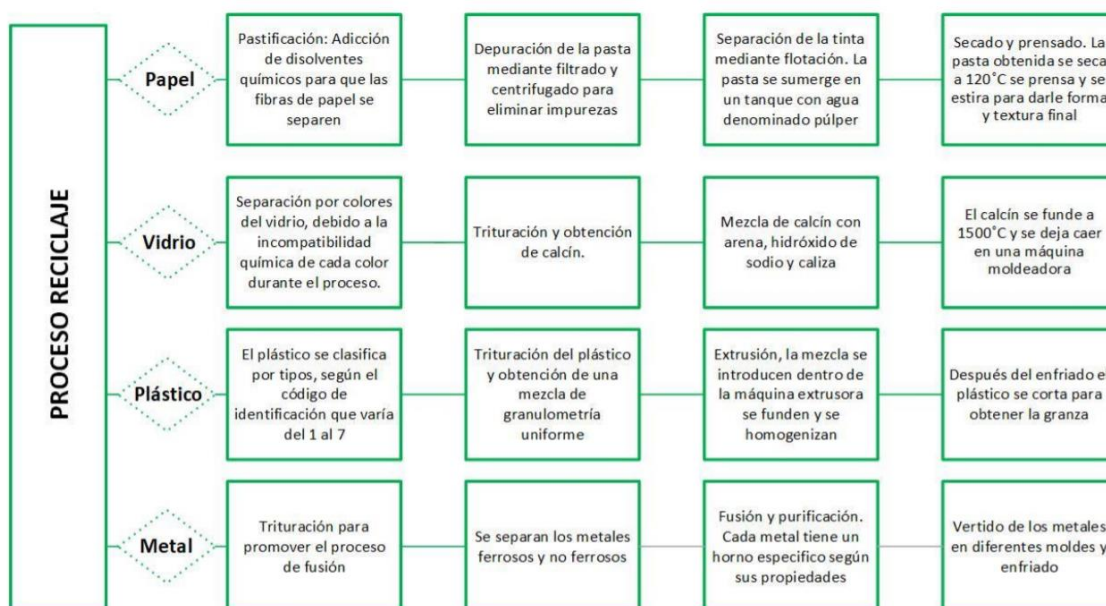 PROCESO RECICLAJE
Papel
Pastificación: Adicción
de disolventes
químicos para que las
fibras de papel se
separen
Depuración de la pasta
mediante filtrado y
centrifugado para
eliminar impurezas
Separación de la tinta
mediante flotación. La
pasta se sumerge en
un tanque con agua
denominado púlper
Secado y prensado. La
pasta obtenida se seca
a 120°C se prensa y se
estira para darle forma
y textura final
Vidrio
Separación por colores
del vidrio, debido a la
incompatibilidad
química de cada color
durante el proceso.
Trituración y obtención
de calcín.
Mezcla de calcín con
arena, hidróxido de
sodio y caliza
El calcín se funde a
1500°C y se deja caer
en una máquina
moldeadora
Plástico
El plástico se clasifica
por tipos, según el
código de
identificación que varía
del 1 al 7
Trituración del plástico
y obtención de una
mezcla de
granulometría
uniforme
Extrusión, la mezcla se
introducen dentro de
la máquina extrusora
se funden y se
homogenizan
Después del enfriado el
plástico se corta para
obtener la granza
Metal
Trituración para
promover el proceso
de fusión
Se separan los metales
ferrosos y no ferrosos
Fusión y purificación.
Cada metal tiene un
horno especifico según
sus propiedades
Vertido de los metales
en diferentes moldes y
enfriado